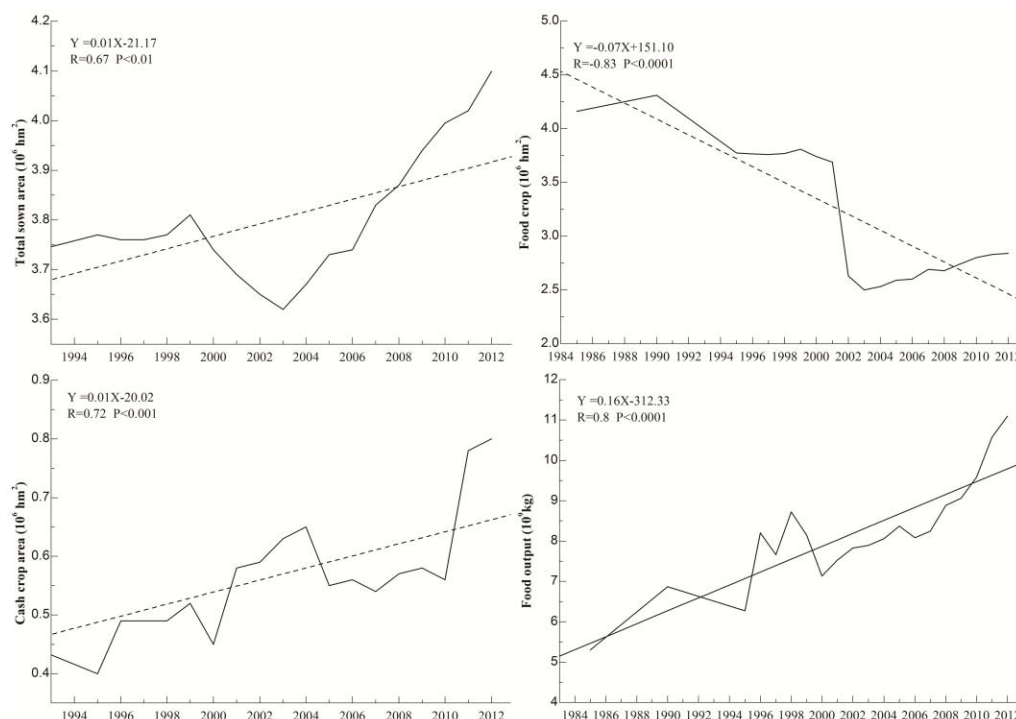 Y =0.01X-21.17
R=0.67 P<0.01
Total sown area (10⁶ hm²)
4.2
4.1
4.0
3.9
3.8
3.7
3.6
1994 1996 1998 2000 2002 2004 2006 2008 2010 2012
Y =-0.07X+151.10
R=-0.83 P<0.0001
Food crop (10⁶ hm²)
5.0
4.5
4.0
3.5
3.0
2.5
2.0
1984 1986 1988 1990 1992 1994 1996 1998 2000 2002 2004 2006 2008 2010 2012
Y =0.01X-20.02
R=0.72 P<0.001
Cash crop area (10⁶ hm²)
0.9
0.8
0.7
0.6
0.5
0.4
1994 1996 1998 2000 2002 2004 2006 2008 2010 2012
Y =0.16X-312.33
R=0.8 P<0.0001
Food output (10⁹kg)
12
11
10
9
8
7
6
5
4
1984 1986 1988 1990 1992 1994 1996 1998 2000 2002 2004 2006 2008 2010 2012